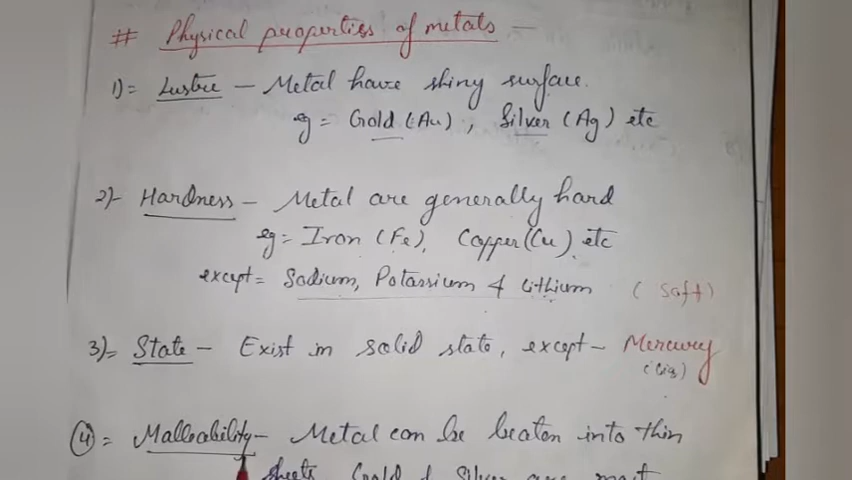 # Physical properties of metals -
1)= Lustre - Metal have shiny surface.
eg = Gold (Au), Silver (Ag) etc
2)- Hardness - Metal are generally hard
eg = Iron (Fe), Copper (Cu) etc
except = Sodium, Potassium & Lithium (Soft)
3)= State - Exist in solid state, except - Mercury
(liq)
(4) = Malleability - Metal can be beaten into thin
sheets Gold & Silver are most